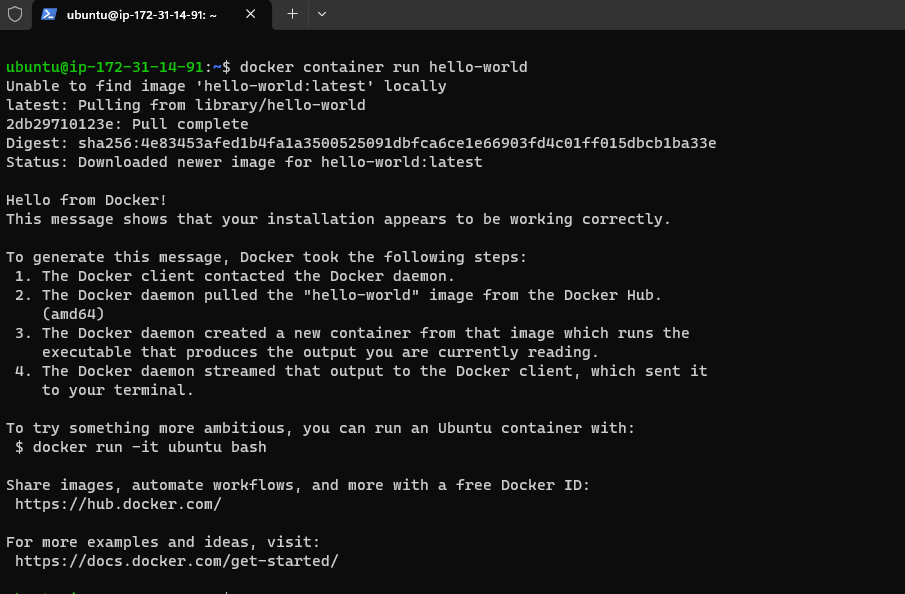 ubuntu@ip-172-31-14-91: ~
ubuntu@ip-172-31-14-91:~$ docker container run hello-world
Unable to find image 'hello-world:latest' locally
latest: Pulling from library/hello-world
2db29710123e: Pull complete
Digest: sha256:4e83453afed1b4fa1a3500525091dbfca6ce1e66903fd4c01ff015dbcb1ba33e
Status: Downloaded newer image for hello-world:latest
Hello from Docker!
This message shows that your installation appears to be working correctly.
To generate this message, Docker took the following steps:
1. The Docker client contacted the Docker daemon.
2. The Docker daemon pulled the "hello-world" image from the Docker Hub.
(amd64)
3. The Docker daemon created a new container from that image which runs the
executable that produces the output you are currently reading.
4. The Docker daemon streamed that output to the Docker client, which sent it
to your terminal.
To try something more ambitious, you can run an Ubuntu container with:
$ docker run -it ubuntu bash
Share images, automate workflows, and more with a free Docker ID:
https://hub.docker.com/
For more examples and ideas, visit:
https://docs.docker.com/get-started/